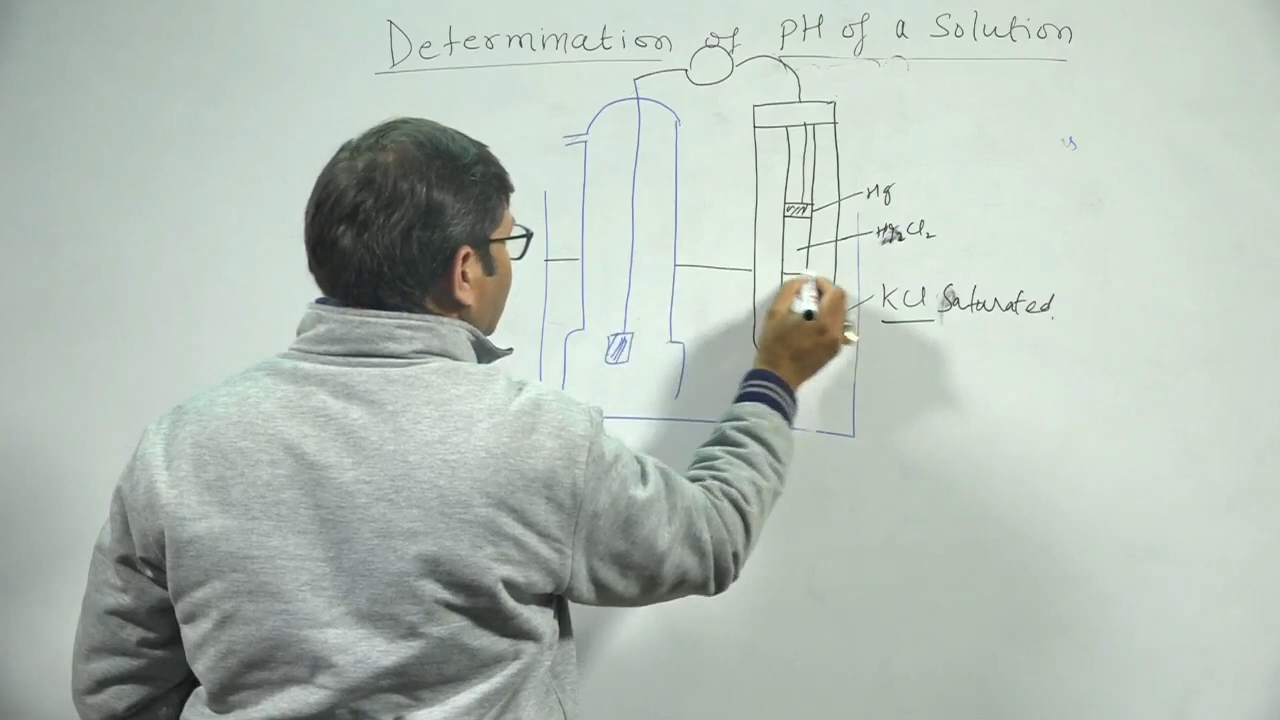 Determination of pH of a Solution
Hg
Hg₂Cl₂
KCl Saturated.